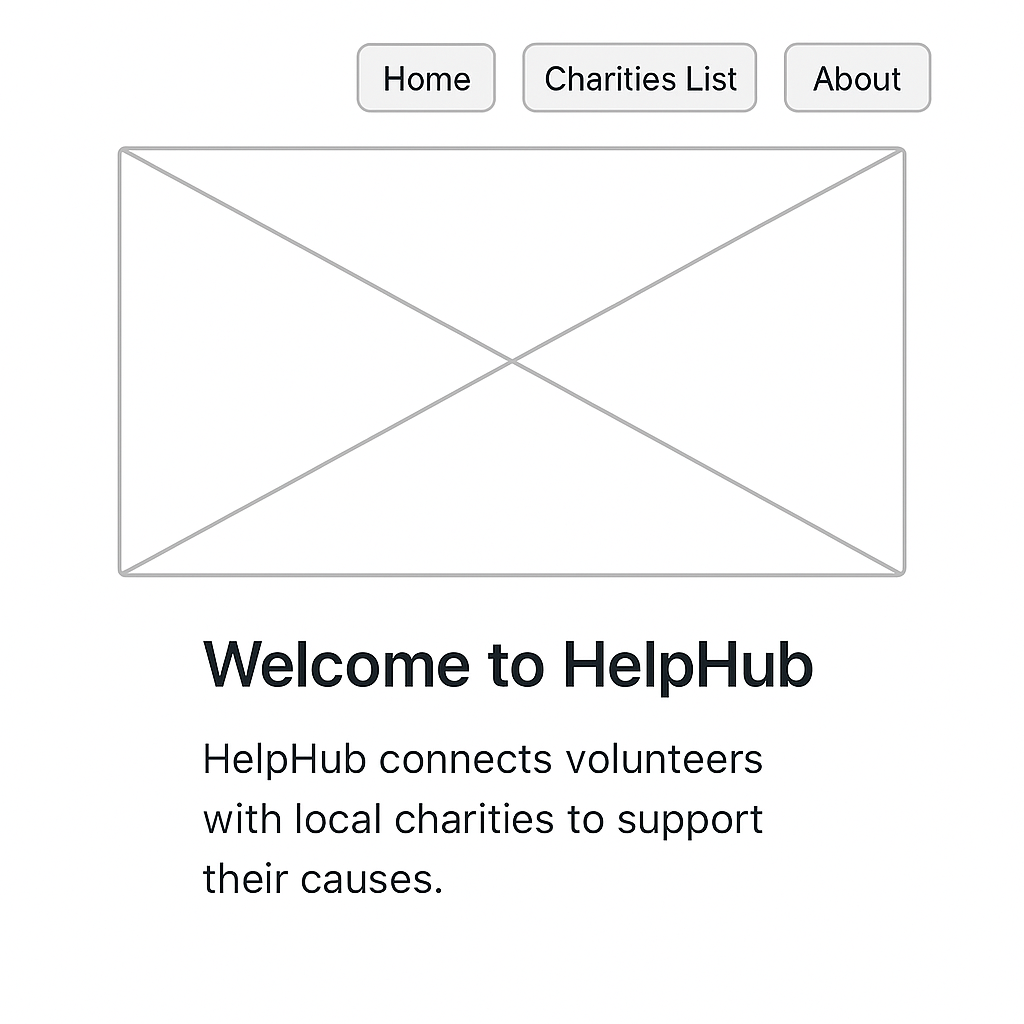 Home
Charities List
About
Welcome to HelpHub
HelpHub connects volunteers
with local charities to support
their causes.